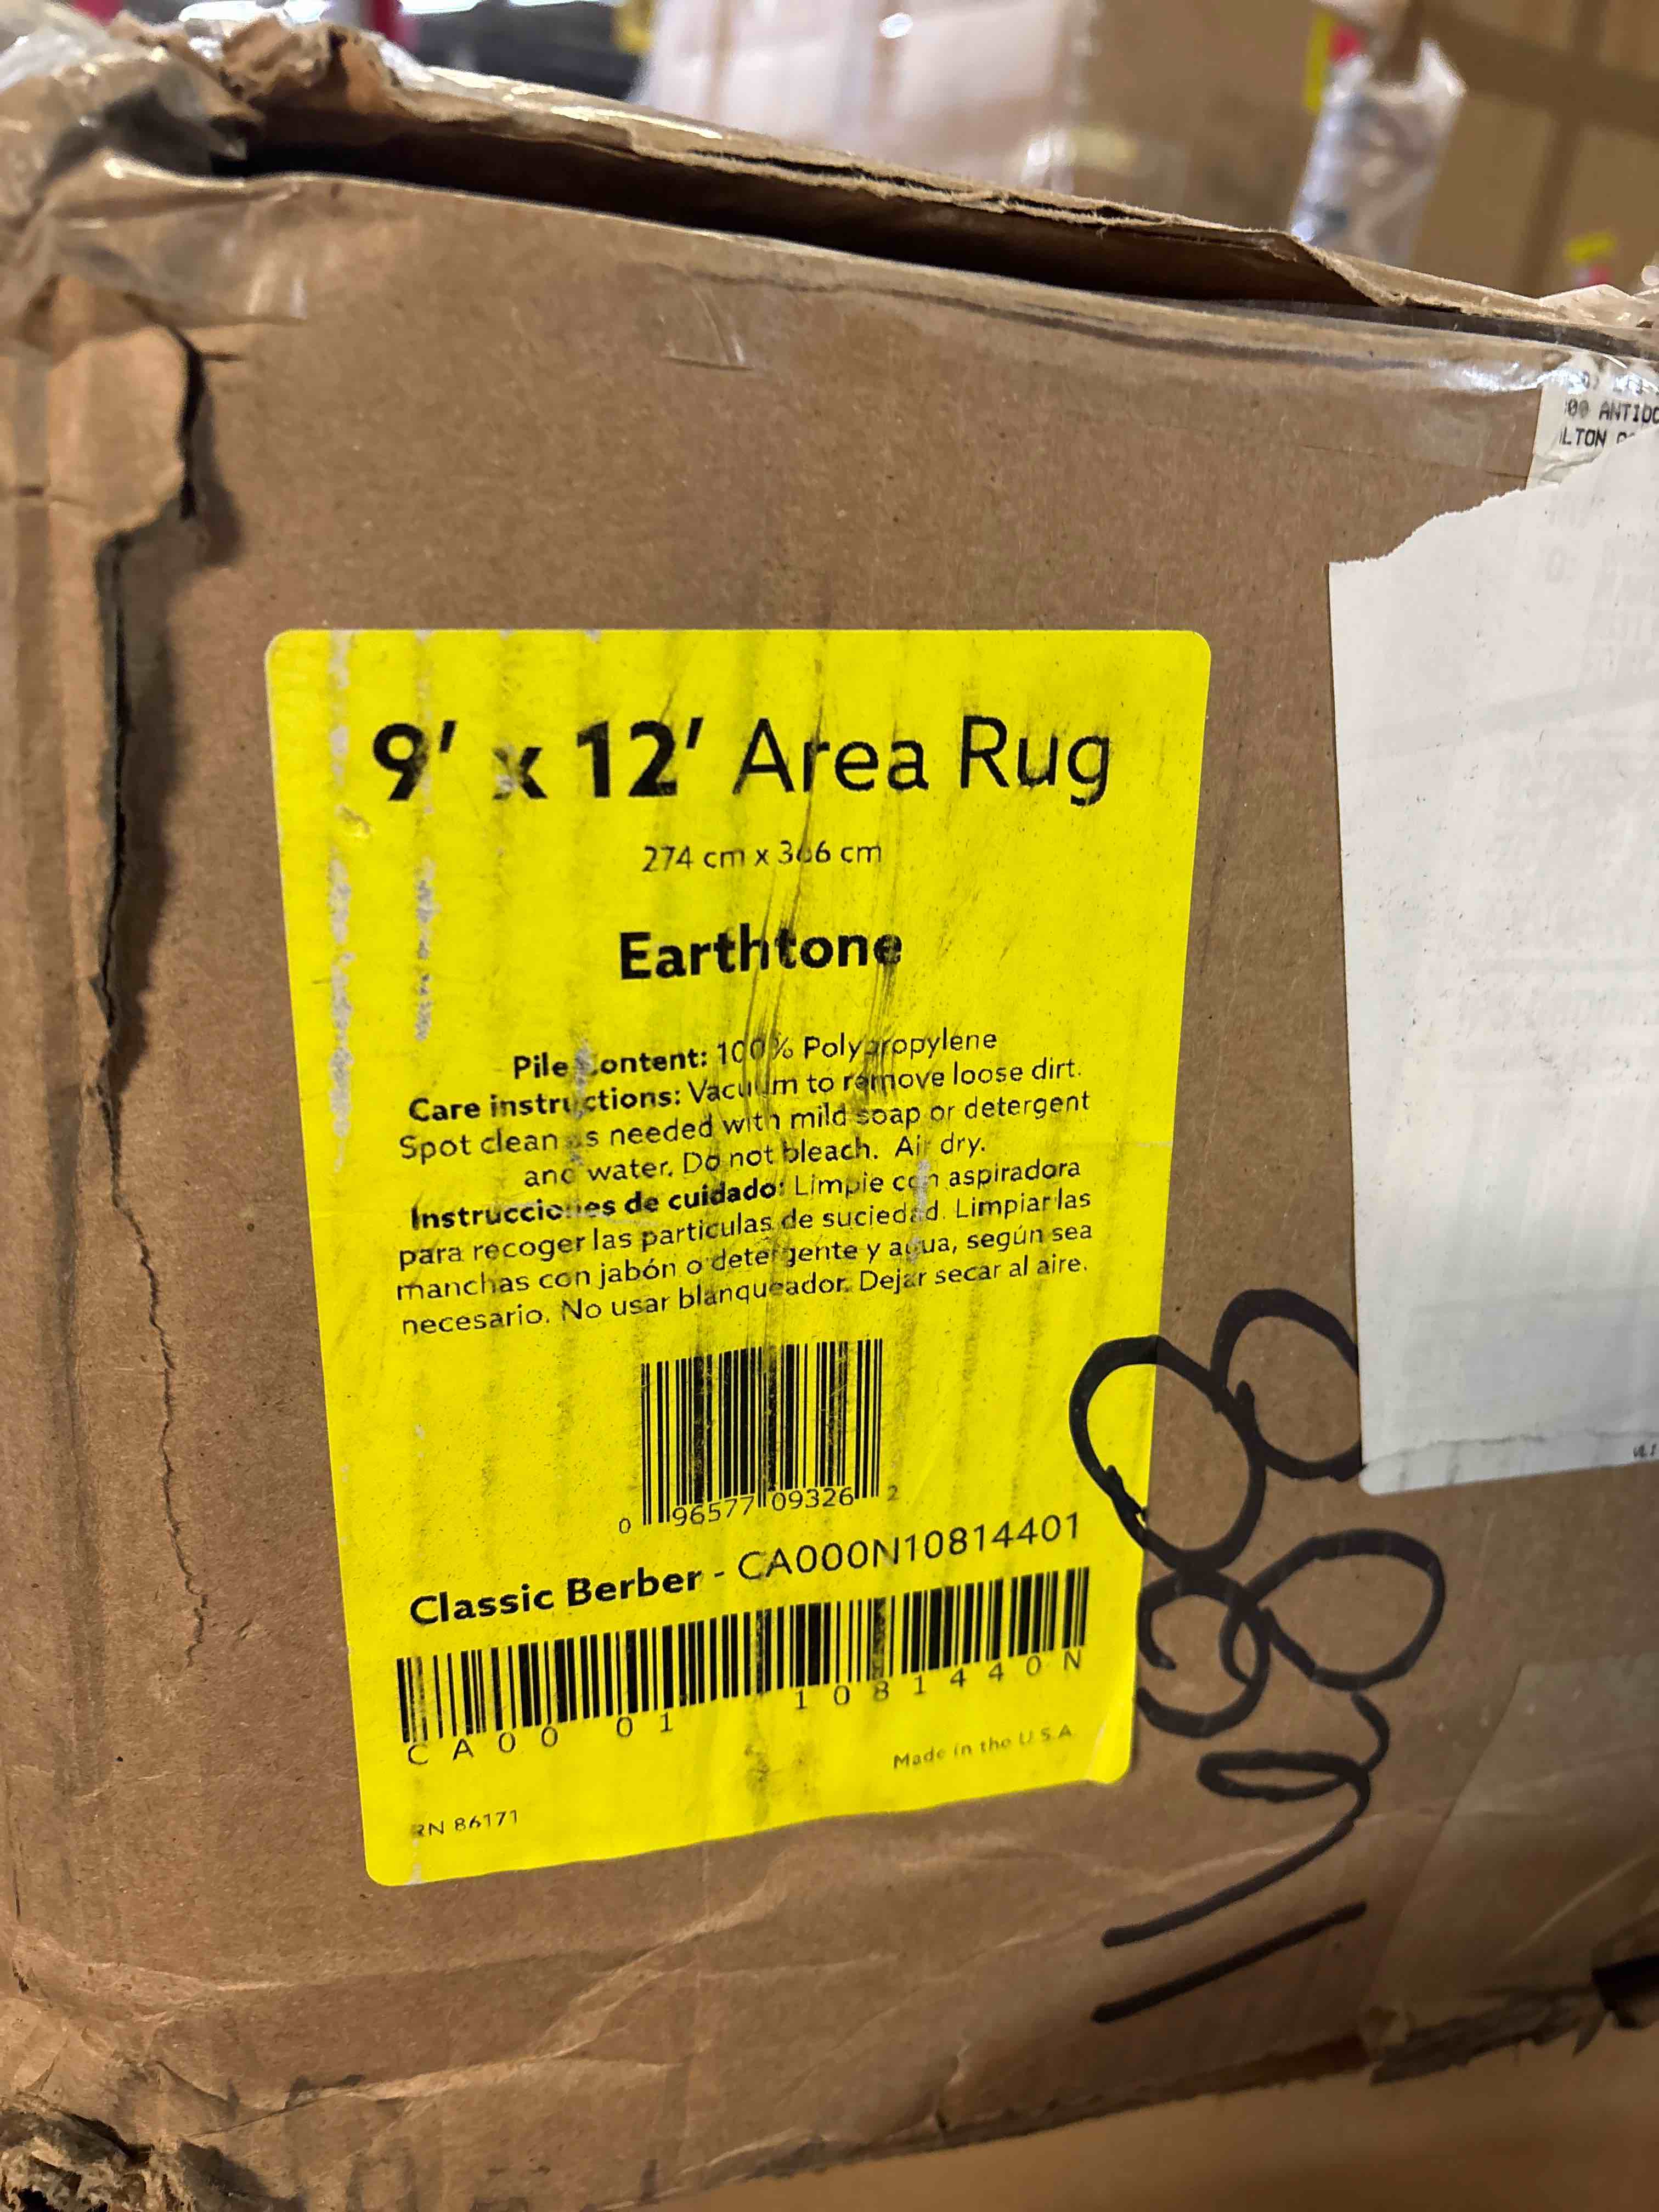 9' x 12' Area Rug
274 cm x 366 cm
Earthtone
Pile Content: 100% Polypropylene
Care instructions: Vacuum to remove loose dirt.
Spot clean as needed with mild soap or detergent
and water. Do not bleach. Air dry.
Instrucciones de cuidado: Limpie con aspiradora
para recoger las particulas de suciedad. Limpiar las
manchas con jabón o detergente y agua, según sea
necesario. No usar blanqueador. Dejar secar al aire.
0 96577 09326 2
Classic Berber - CA000N10814401
CA00 01 1081440N
Made in the U.S.A
RN 86171
00 ANTIDO
LTON